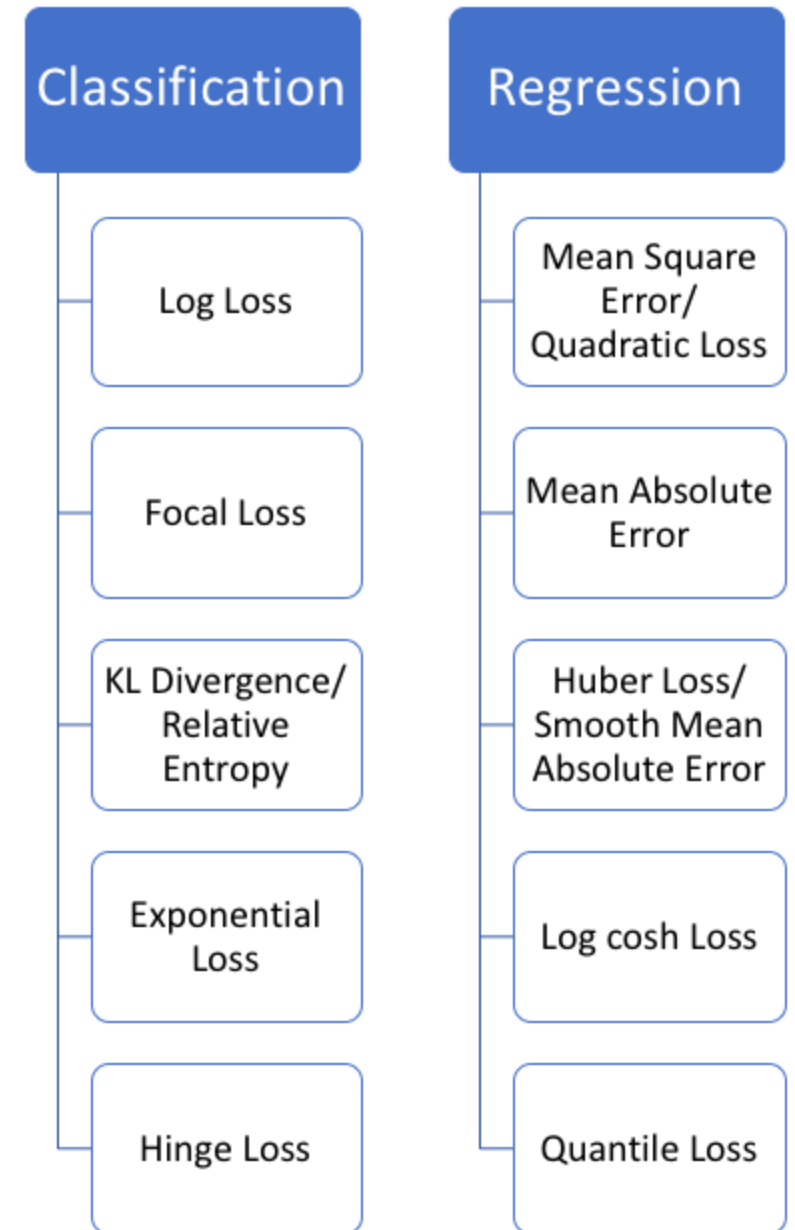 Classification
Log Loss
Focal Loss
KL Divergence/
Relative
Entropy
Exponential
Loss
Hinge Loss
Regression
Mean Square
Error/
Quadratic Loss
Mean Absolute
Error
Huber Loss/
Smooth Mean
Absolute Error
Log cosh Loss
Quantile Loss